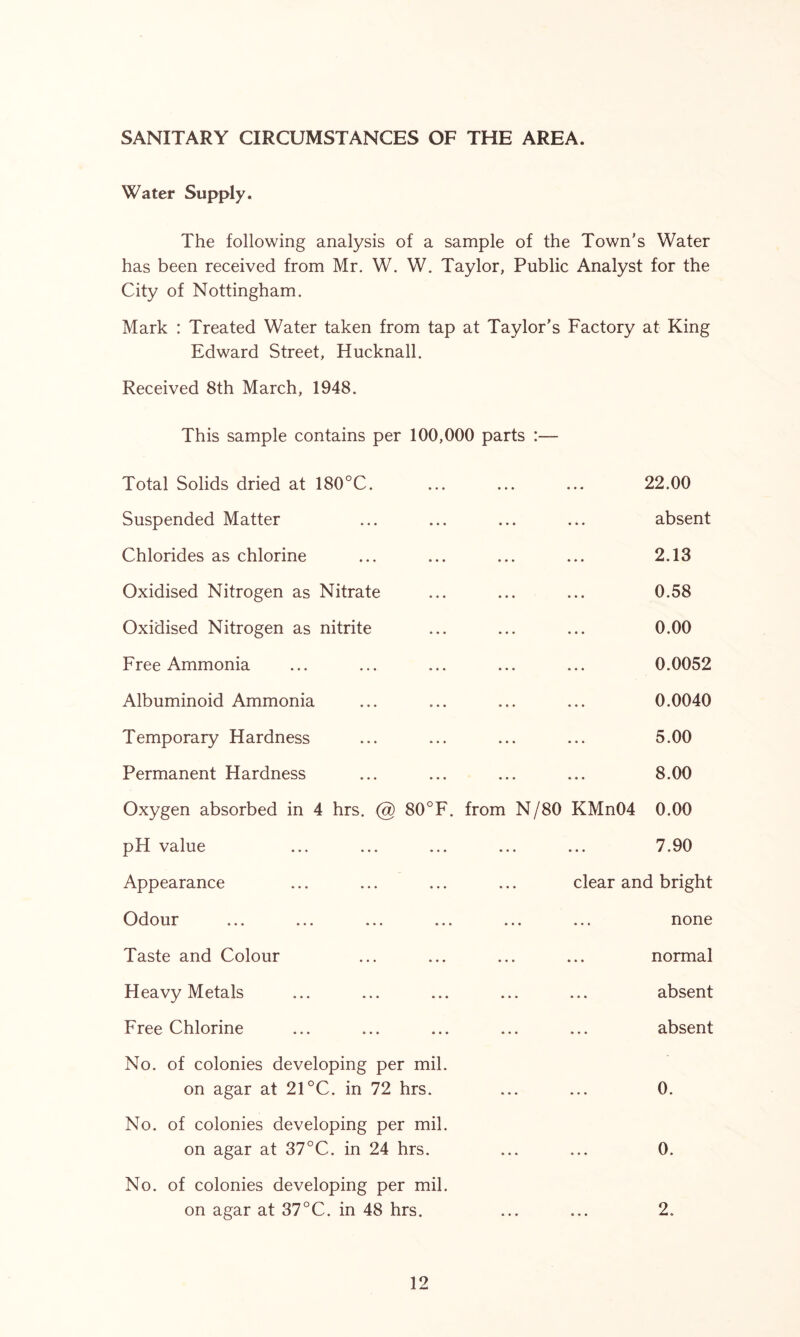 SANITARY CIRCUMSTANCES OF THE AREA.
Water Supply.
The following analysis of a sample of the Town's Water
has been received from Mr. W. W. Taylor, Public Analyst for the
City of Nottingham.
Mark : Treated Water taken from tap at Taylor's Factory at King
Edward Street, Hucknall.
Received 8th March, 1948.
This sample contains per 100,000 parts :—
Total Solids dried at 180°C. ... ... ... 22.00
Suspended Matter ... ... ... ... absent
Chlorides as chlorine ... ... ... ... 2.13
Oxidised Nitrogen as Nitrate ... ... ... 0.58
Oxidised Nitrogen as nitrite ... ... ... 0.00
Free Ammonia ... ... ... ... ... 0.0052
Albuminoid Ammonia ... ... ... ... 0.0040
Temporary Hardness ... ... ... ... 5.00
Permanent Hardness ... ... ... ... 8.00
Oxygen absorbed in 4 hrs. @ 80°F. from N/80 KMn04 0.00
pH value ... ... ... ... ... 7.90
Appearance ... ... ... ... clear and bright
Odour ... ... ... ... ... ... none
Taste and Colour ... ... ... ... normal
Heavy Metals ... ... ... ... ... absent
Free Chlorine ... ... ... ... ... absent
No. of colonies developing per mil.
on agar at 21°C. in 72 hrs. ... ... 0.
No. of colonies developing per mil.
on agar at 37°C. in 24 hrs. ... ... 0.
No. of colonies developing per mil.
on agar at 37°C. in 48 hrs. ... ... 2.
12